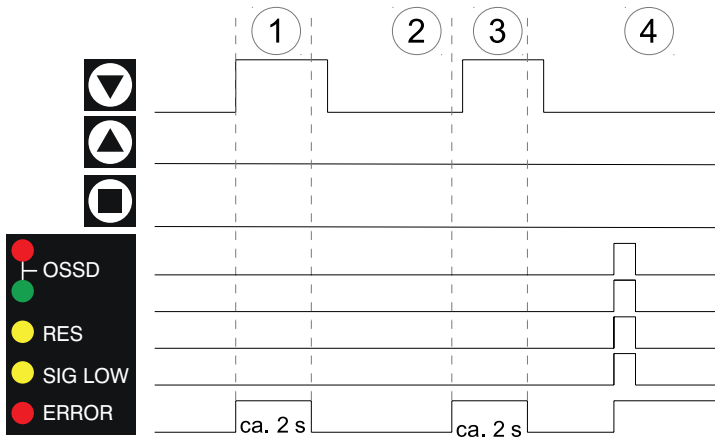 1 2 3 4
OSSD
RES
SIG LOW
ERROR
ca. 2 s ca. 2 s